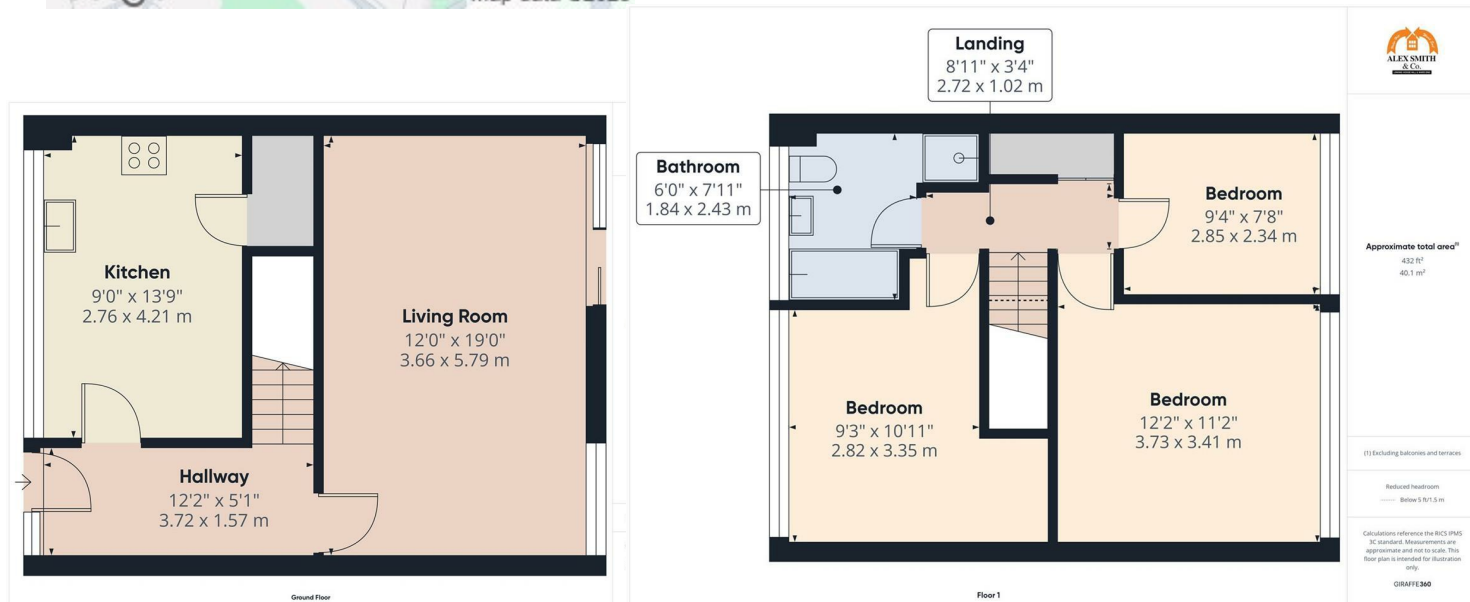 Kitchen
9'0" x 13'9"
2.76 x 4.21 m
Living Room
12'0" x 19'0"
3.66 x 5.79 m
Hallway
12'2" x 5'1"
3.72 x 1.57 m
Ground Floor
Landing
8'11" x 3'4"
2.72 x 1.02 m
Bathroom
6'0" x 7'11"
1.84 x 2.43 m
Bedroom
9'4" x 7'8"
2.85 x 2.34 m
Bedroom
9'3" x 10'11"
2.82 x 3.35 m
Bedroom
12'2" x 11'2"
3.73 x 3.41 m
Floor 1
ALEX SMITH
& Co.
Approximate total area(1)
432 ft²
40.1 m²
(1) Excluding balconies and terraces
Reduced headroom
Below 5 ft/1.5 m
Calculations reference the RICS IPMS
3C standard. Measurements are
approximate and not to scale. This
floor plan is intended for illustration
only.
GIRAFFE360